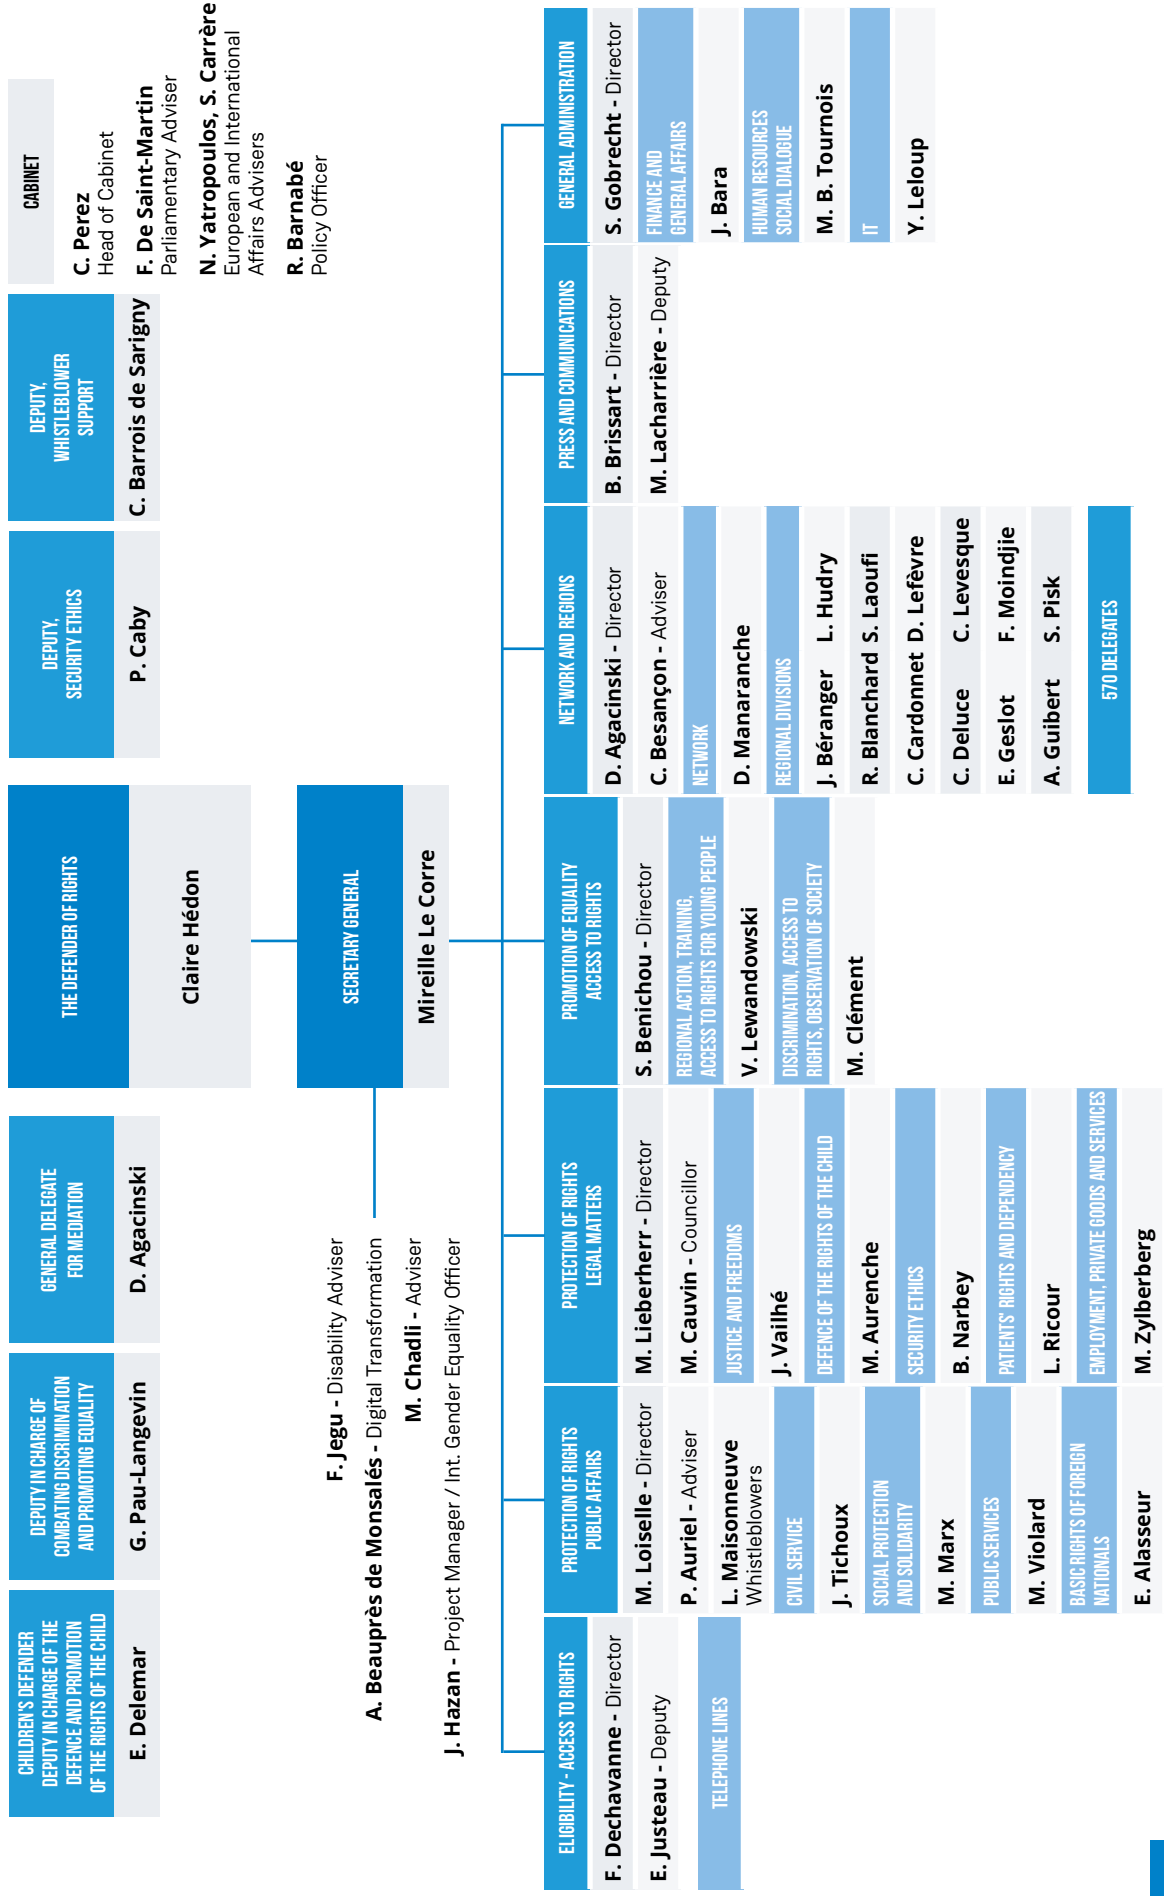 CHILDREN'S DEFENDER
DEPUTY IN CHARGE OF THE
DEFENCE AND PROMOTION
OF THE RIGHTS OF THE CHILD
E. Delemar
DEPUTY IN CHARGE OF
COMBATING DISCRIMINATION
AND PROMOTING EQUALITY
G. Pau-Langevin
GENERAL DELEGATE
FOR MEDIATION
D. Agacinski
THE DEFENDER OF RIGHTS
Claire Hédon
DEPUTY,
SECURITY ETHICS
P. Caby
DEPUTY,
WHISTLEBLOWER
SUPPORT
C. Barrois de Sarigny
CABINET
C. Perez
Head of Cabinet
F. De Saint-Martin
Parliamentary Adviser
N. Yatropoulos, S. Carrère
European and International
Affairs Advisers
R. Barnabé
Policy Officer
SECRETARY GENERAL
Mireille Le Corre
F. Jegu - Disability Adviser
A. Beauprès de Monsalés - Digital Transformation
M. Chadli - Adviser
J. Hazan - Project Manager / Int. Gender Equality Officer
ELIGIBILITY - ACCESS TO RIGHTS
F. Dechavanne - Director
E. Justeau - Deputy
TELEPHONE LINES
PROTECTION OF RIGHTS
PUBLIC AFFAIRS
M. Loiselle - Director
P. Auriel - Adviser
L. Maisonneuve
Whistleblowers
CIVIL SERVICE
J. Tichoux
SOCIAL PROTECTION
AND SOLIDARITY
M. Marx
PUBLIC SERVICES
M. Violard
BASIC RIGHTS OF FOREIGN
NATIONALS
E. Alasseur
PROTECTION OF RIGHTS
LEGAL MATTERS
M. Lieberherr - Director
M. Cauvin - Councillor
JUSTICE AND FREEDOMS
J. Vailhé
DEFENCE OF THE RIGHTS OF THE CHILD
M. Aurenche
SECURITY ETHICS
B. Narbey
PATIENTS' RIGHTS AND DEPENDENCY
L. Ricour
EMPLOYMENT, PRIVATE GOODS AND SERVICES
M. Zylberberg
PROMOTION OF EQUALITY
ACCESS TO RIGHTS
S. Benichou - Director
REGIONAL ACTION, TRAINING,
ACCESS TO RIGHTS FOR YOUNG PEOPLE
V. Lewandowski
DISCRIMINATION, ACCESS TO
RIGHTS, OBSERVATION OF SOCIETY
M. Clément
NETWORK AND REGIONS
D. Agacinski - Director
C. Besançon - Adviser
NETWORK
D. Manaranche
REGIONAL DIVISIONS
J. Béranger L. Hudry
R. Blanchard S. Laoufi
C. Cardonnet D. Lefèvre
C. Deluce C. Levesque
E. Geslot F. Moindjie
A. Guibert S. Pisk
570 DELEGATES
PRESS AND COMMUNICATIONS
B. Brissart - Director
M. Lacharrière - Deputy
GENERAL ADMINISTRATION
S. Gobrecht - Director
FINANCE AND
GENERAL AFFAIRS
J. Bara
HUMAN RESOURCES
SOCIAL DIALOGUE
M. B. Tournois
IT
Y. Leloup